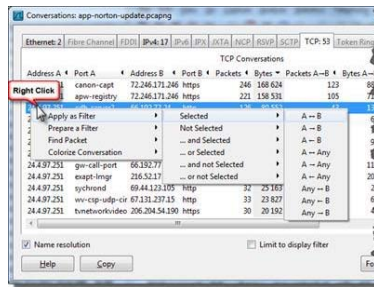 Conversations: app-norton-update.pcapng
Ethernet: 2 Fibre Channel FDDI IPv4: 17 IPv6 IPX JXTA NCP RSVP SCTP TCP: 53 Token Ring
TCP Conversations
Address A Port A Address B Port B Packets Bytes Packets A→B Bytes A→
canon-capt 72.246.171.246 https 246 168 624 123
Right Click
apw-registry 72.246.171.246 https 221 158 531 105
Apply as Filter Selected A ↔ B
Prepare a Filter Not Selected A → B
Find Packet ... and Selected A ← B
Colorize Conversation ... or Selected A ↔ Any
24.4.97.251 gw-call-port 66.192.77 ... and not Selected A → Any
24.4.97.251 exapt-lmgr 216.52.17 ... or not Selected A ← Any
24.4.97.251 sychrond 69.44.123.105 http 32 25 163 Any ↔ B
24.4.97.251 wv-csp-udp-cir 67.131.237.15 http 33 23 827 Any ← B
24.4.97.251 tvnetworkvideo 206.204.54.190 https 30 20 192 Any → B
Name resolution Limit to display filter
Help Copy Fo